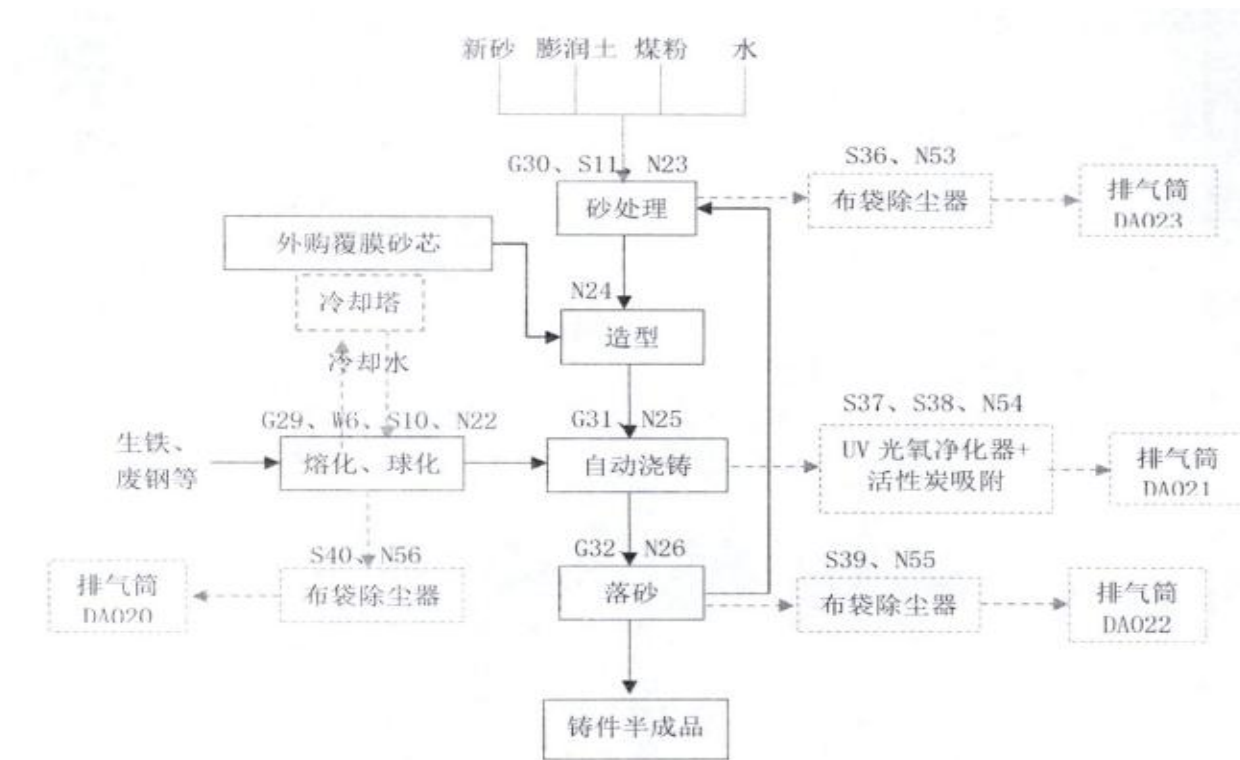 新砂 膨润土 煤粉 水
G30、S11、N23
S36、N53
砂处理
布袋除尘器
排气筒
DA023
外购覆膜砂芯
冷却塔
N24
造型
冷却水
G29、W6、S10、N22
G31、N25
S37、S38、N54
生铁、
废钢等
熔化、球化
自动浇铸
UV光氧净化器+
活性炭吸附
排气筒
DA021
S40、N56
G32、N26
S39、N55
排气筒
DA020
布袋除尘器
落砂
布袋除尘器
排气筒
DA022
铸件半成品